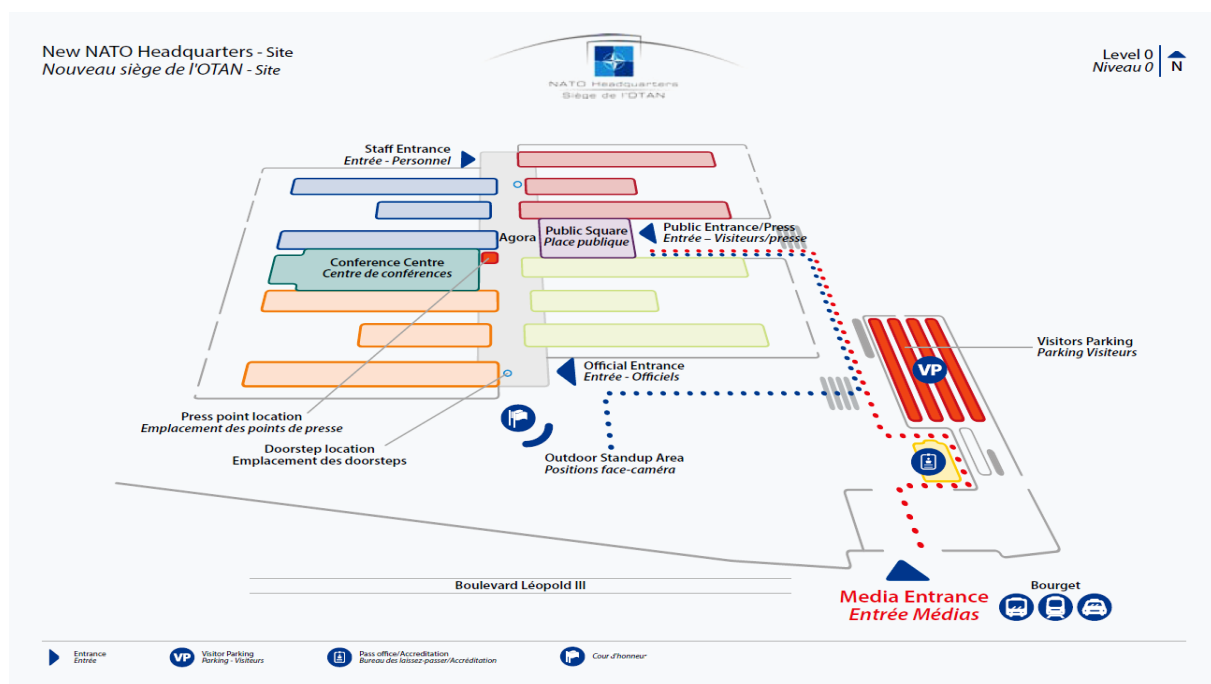 New NATO Headquarters - Site
Nouveau siège de l'OTAN - Site
NATO Headquarters
Siège de l'OTAN
Level 0
Niveau 0
N
Staff Entrance
Entrée - Personnel
Agora
Public Square
Place publique
Public Entrance/Press
Entrée – Visiteurs/presse
Conference Centre
Centre de conférences
Visitors Parking
Parking Visiteurs
VP
Official Entrance
Entrée - Officiels
Press point location
Emplacement des points de presse
Doorstep location
Emplacement des doorsteps
Outdoor Standup Area
Positions face-caméra
Boulevard Léopold III
Media Entrance
Entrée Médias
Bourget
Entrance
Entrée
VP
Visitor Parking
Parking - Visiteurs
Pass office/Accreditation
Bureau des laissez-passer/Accréditation
Cour d'honneur